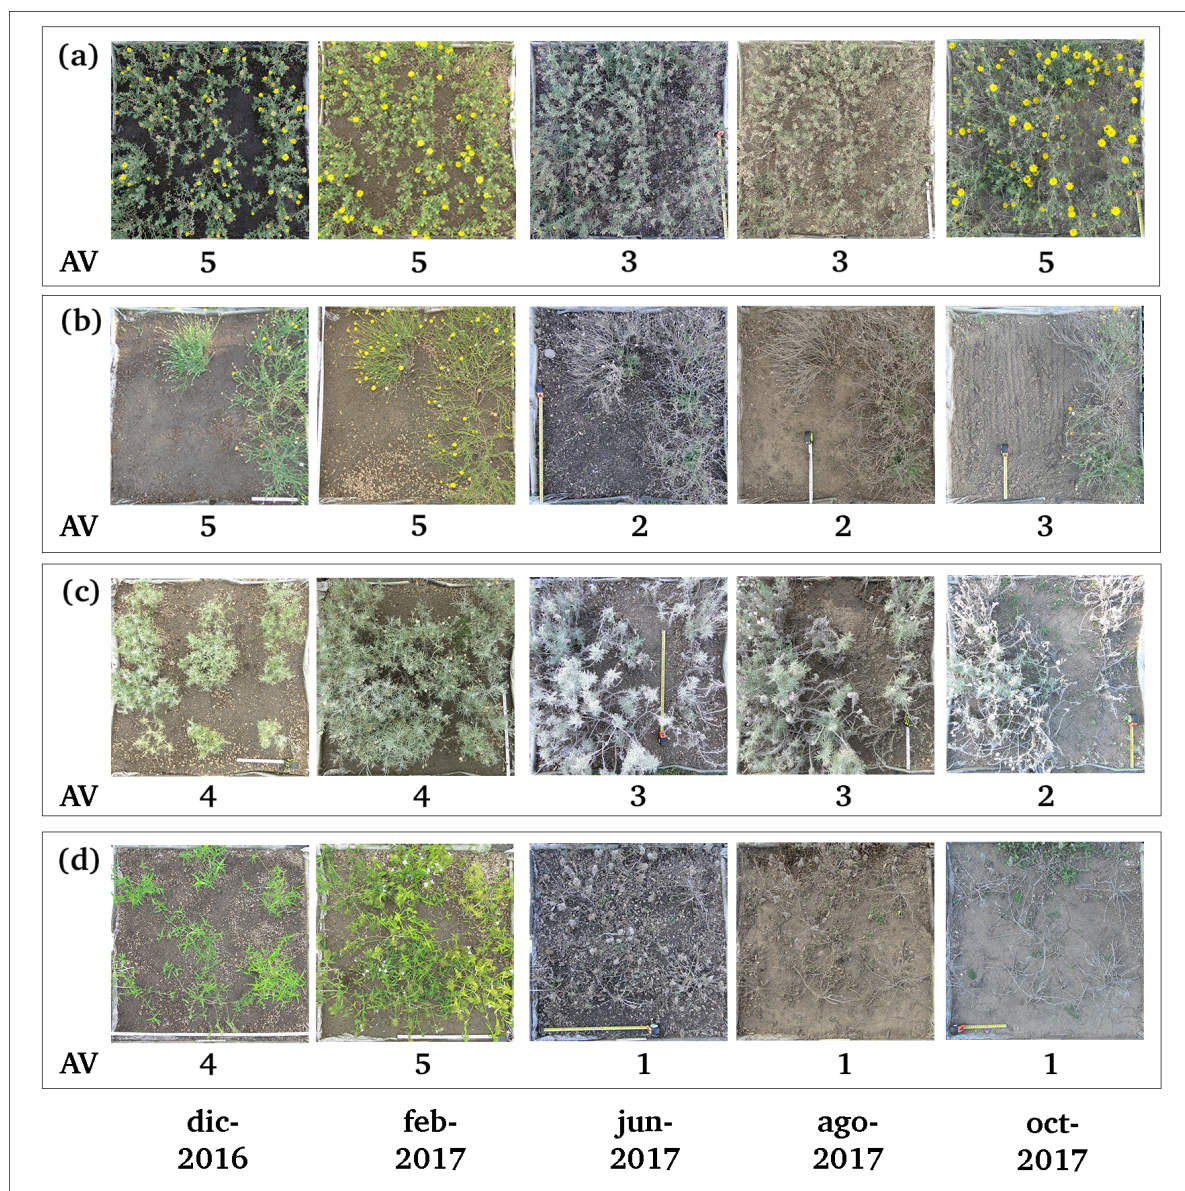 (a)
AV 5 5 3 3 5
(b)
AV 5 5 2 2 3
(c)
AV 4 4 3 3 2
(d)
AV 4 5 1 1 1
dic- feb- jun- ago- oct-
2016 2017 2017 2017 2017